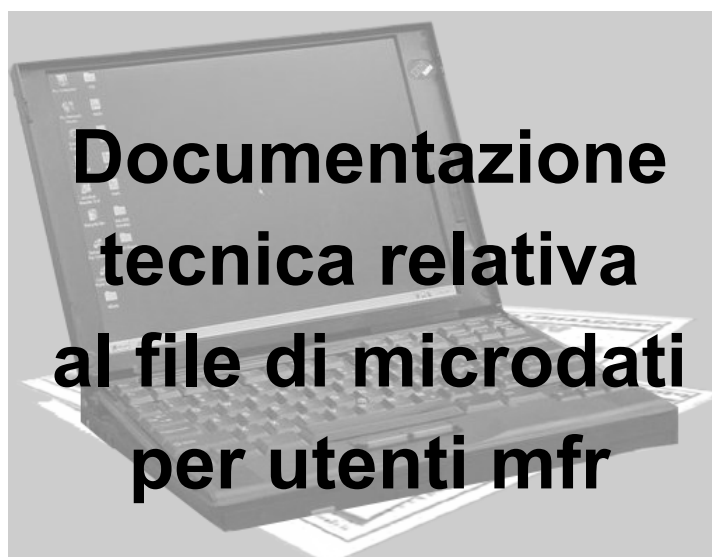 Documentazione
tecnica relativa
al file di microdati
per utenti mfr